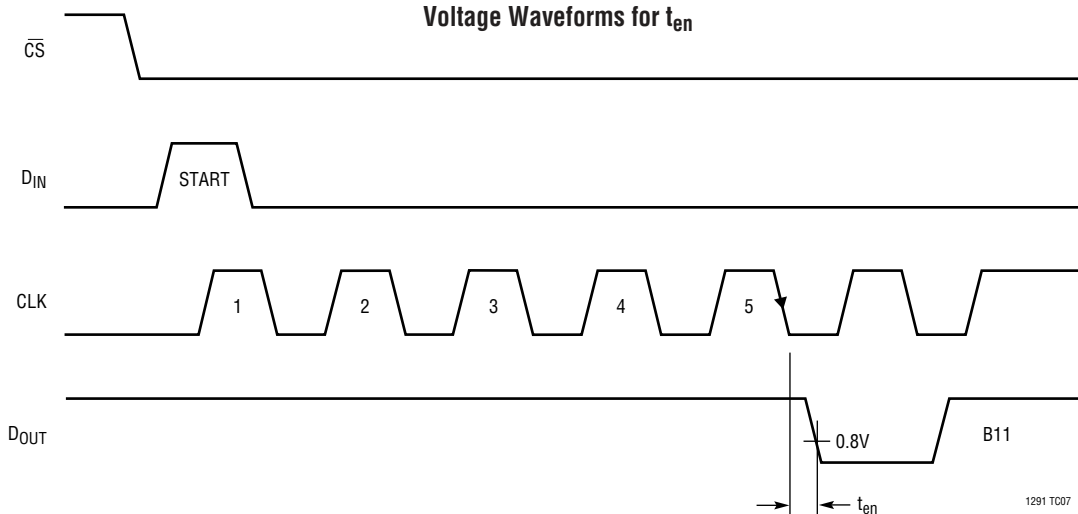 Voltage Waveforms for ten
CS
DIN
START
CLK
1 2 3 4 5
DOUT
0.8V
B11
ten
1291 TC07